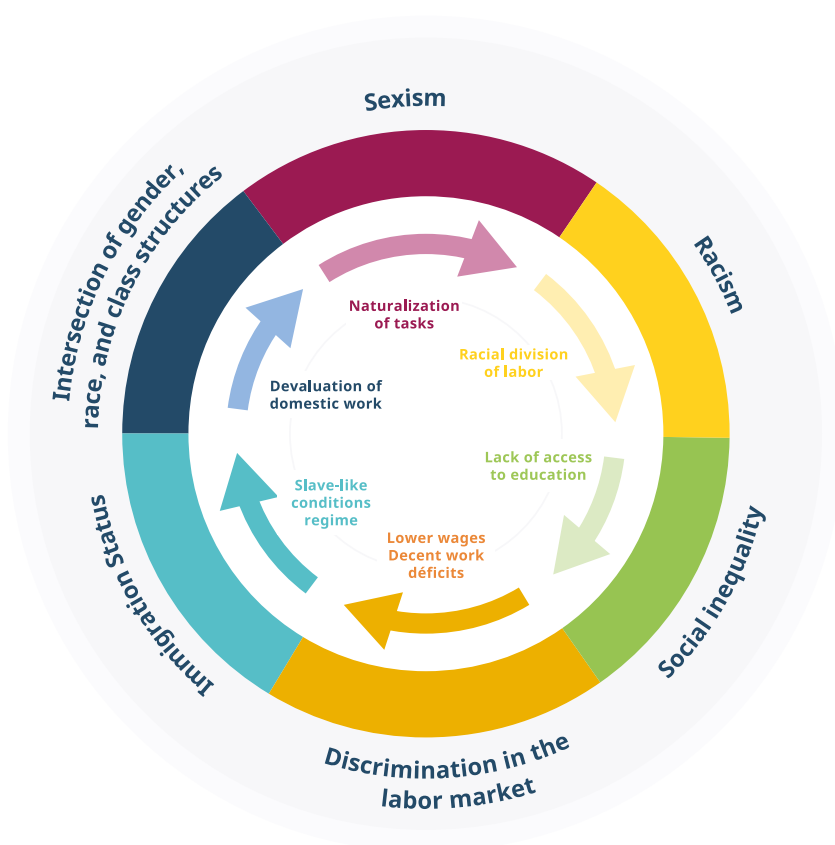 Sexism
Racism
Social inequality
Discrimination in the
labor market
Immigration Status
Intersection of gender,
race, and class structures
Naturalization
of tasks
Racial division
of labor
Lack of access
to education
Lower wages
Decent work
déficits
Slave-like
conditions
regime
Devaluation of
domestic work